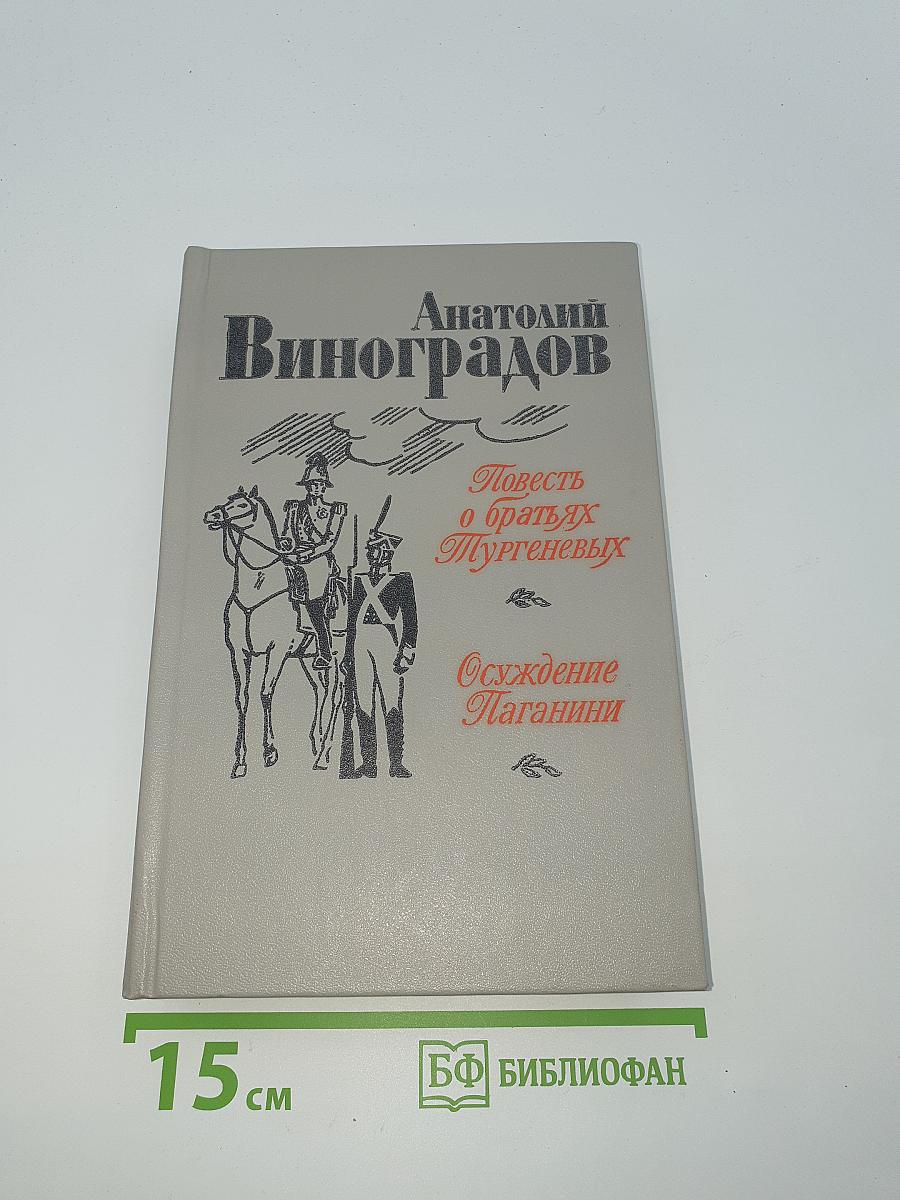 Анатолий
Виноградов
Повесть
о братьях
Тургеневых
Осуждение
Паганини
15 см
БФ БИБЛИОФАН